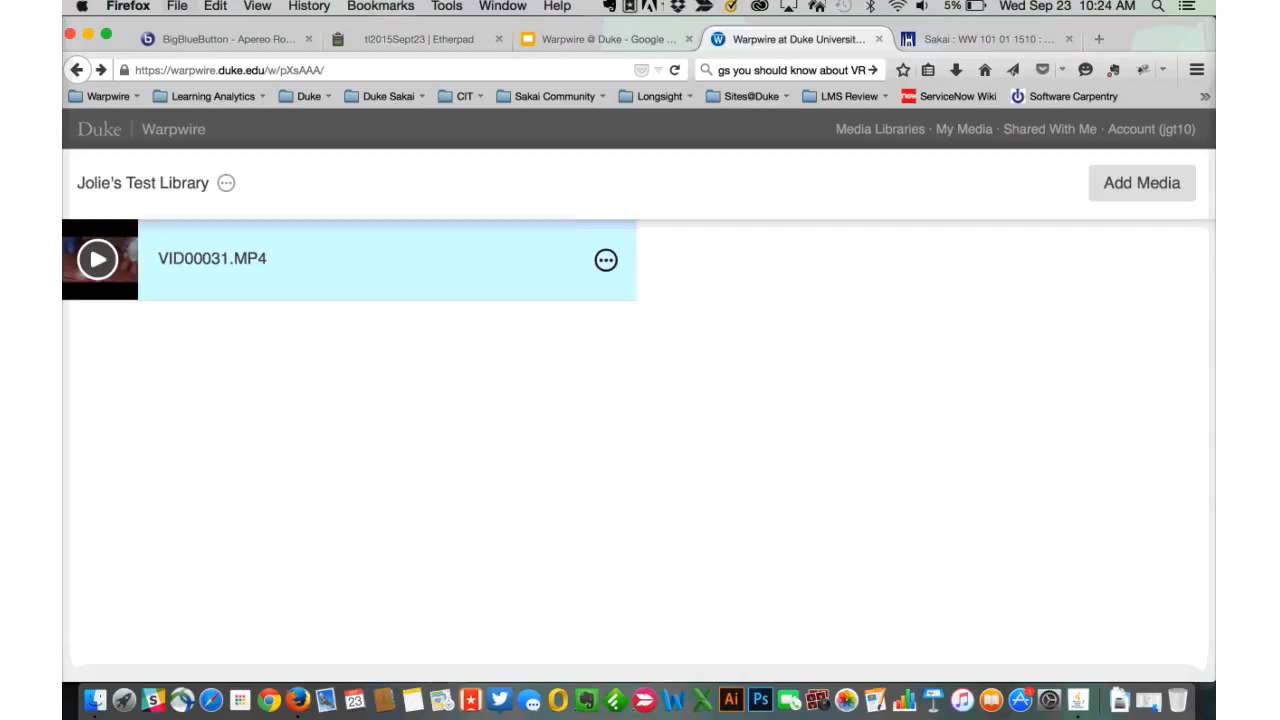 Firefox File Edit View History Bookmarks Tools Window Help 5% Wed Sep 23 10:24 AM
BigBlueButton - Apereo Ro... tl2015Sept23 | Etherpad Warpwire @ Duke - Google ... Warpwire at Duke Universit... Sakai : WW 101 01 1510 : ...
https://warpwire.duke.edu/w/pXsAAA/ gs you should know about VR
Warpwire Learning Analytics Duke Duke Sakai CIT Sakai Community Longsight Sites@Duke LMS Review ServiceNow Wiki Software Carpentry
Duke Warpwire Media Libraries · My Media · Shared With Me · Account (jgt10)
Jolie's Test Library Add Media
VID00031.MP4
23 Ai Ps